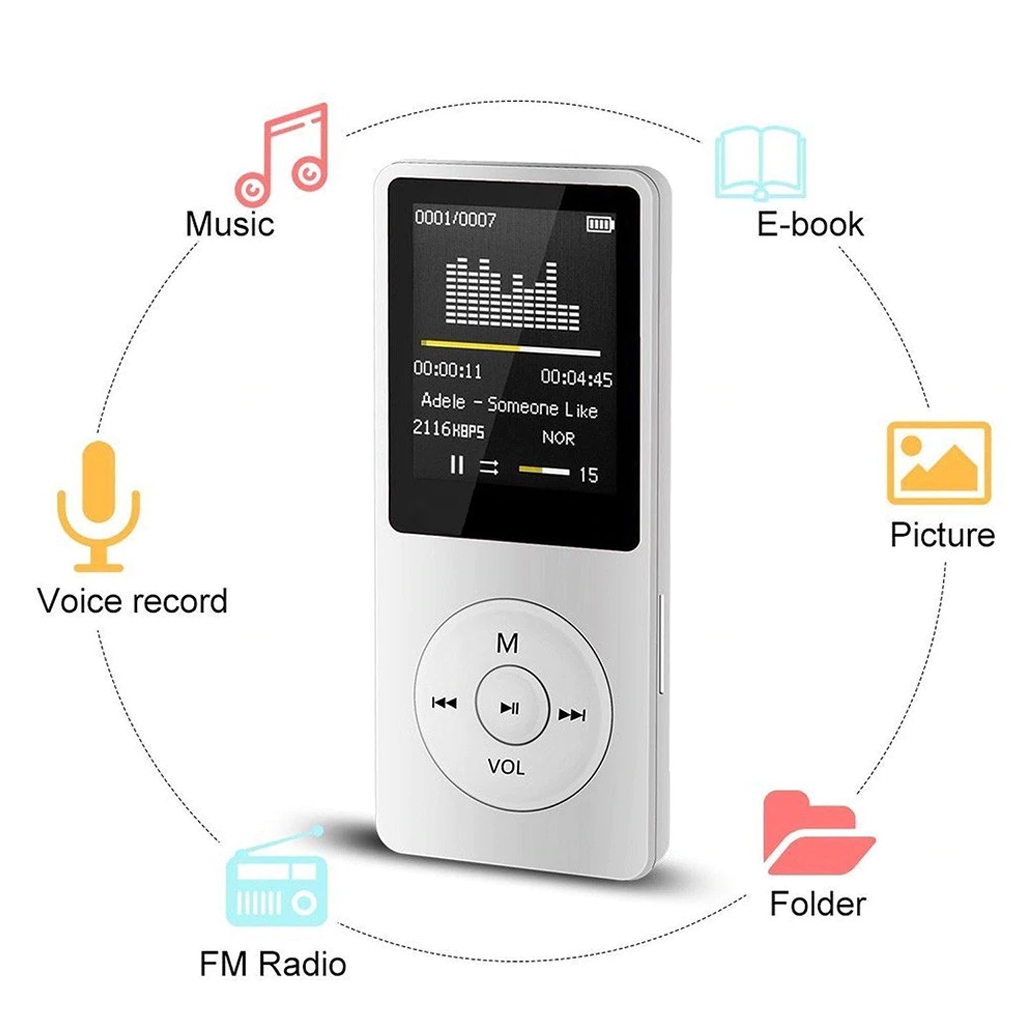 Music
E-book
0001/0007
00:00:11
00:04:45
Adele - Someone Like
2116KBPS
NOR
15
Picture
Voice record
M
VOL
Folder
FM Radio